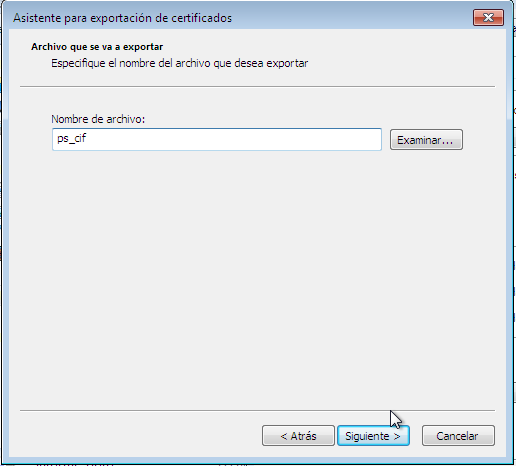 Asistente para exportación de certificados
Archivo que se va a exportar
Especifique el nombre del archivo que desea exportar
Nombre de archivo:
ps_cif
Examinar...
< Atrás
Siguiente >
Cancelar